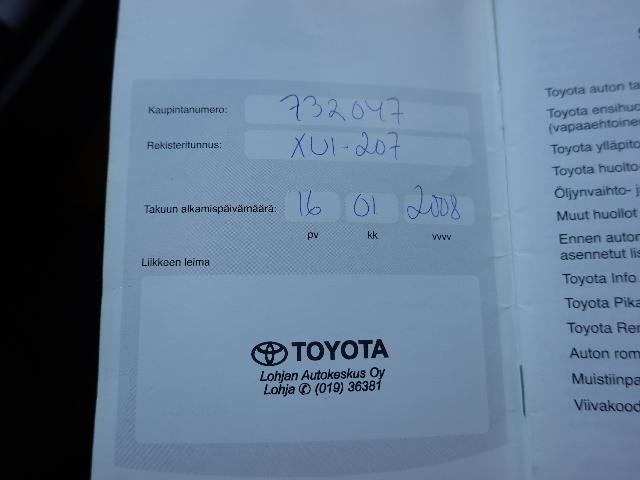 Kaupintanumero: 732047
Rekisteritunnus: XUI-207
Takuun alkamispäivämäärä: 16 01 2008
pv kk vvvv
Liikkeen leima
TOYOTA
Lohjan Autokeskus Oy
Lohja ✆ (019) 36381
Toyota auton ta
Toyota ensihuo
(vapaaehtoine
Toyota ylläpito
Toyota huolto-
Öljynvaihto- j
Muut huollot
Ennen auton
asennetut lis
Toyota Info
Toyota Pika
Toyota Ren
Auton rom
Muistiinpa
Viivakood